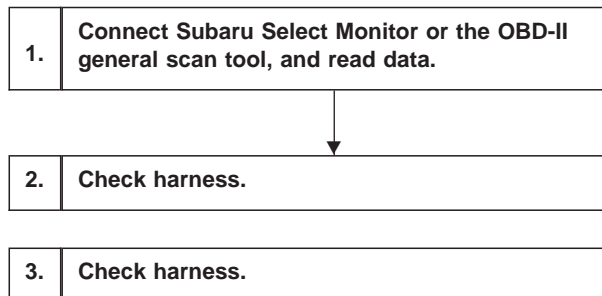 1.
Connect Subaru Select Monitor or the OBD-II
general scan tool, and read data.
2.
Check harness.
3.
Check harness.